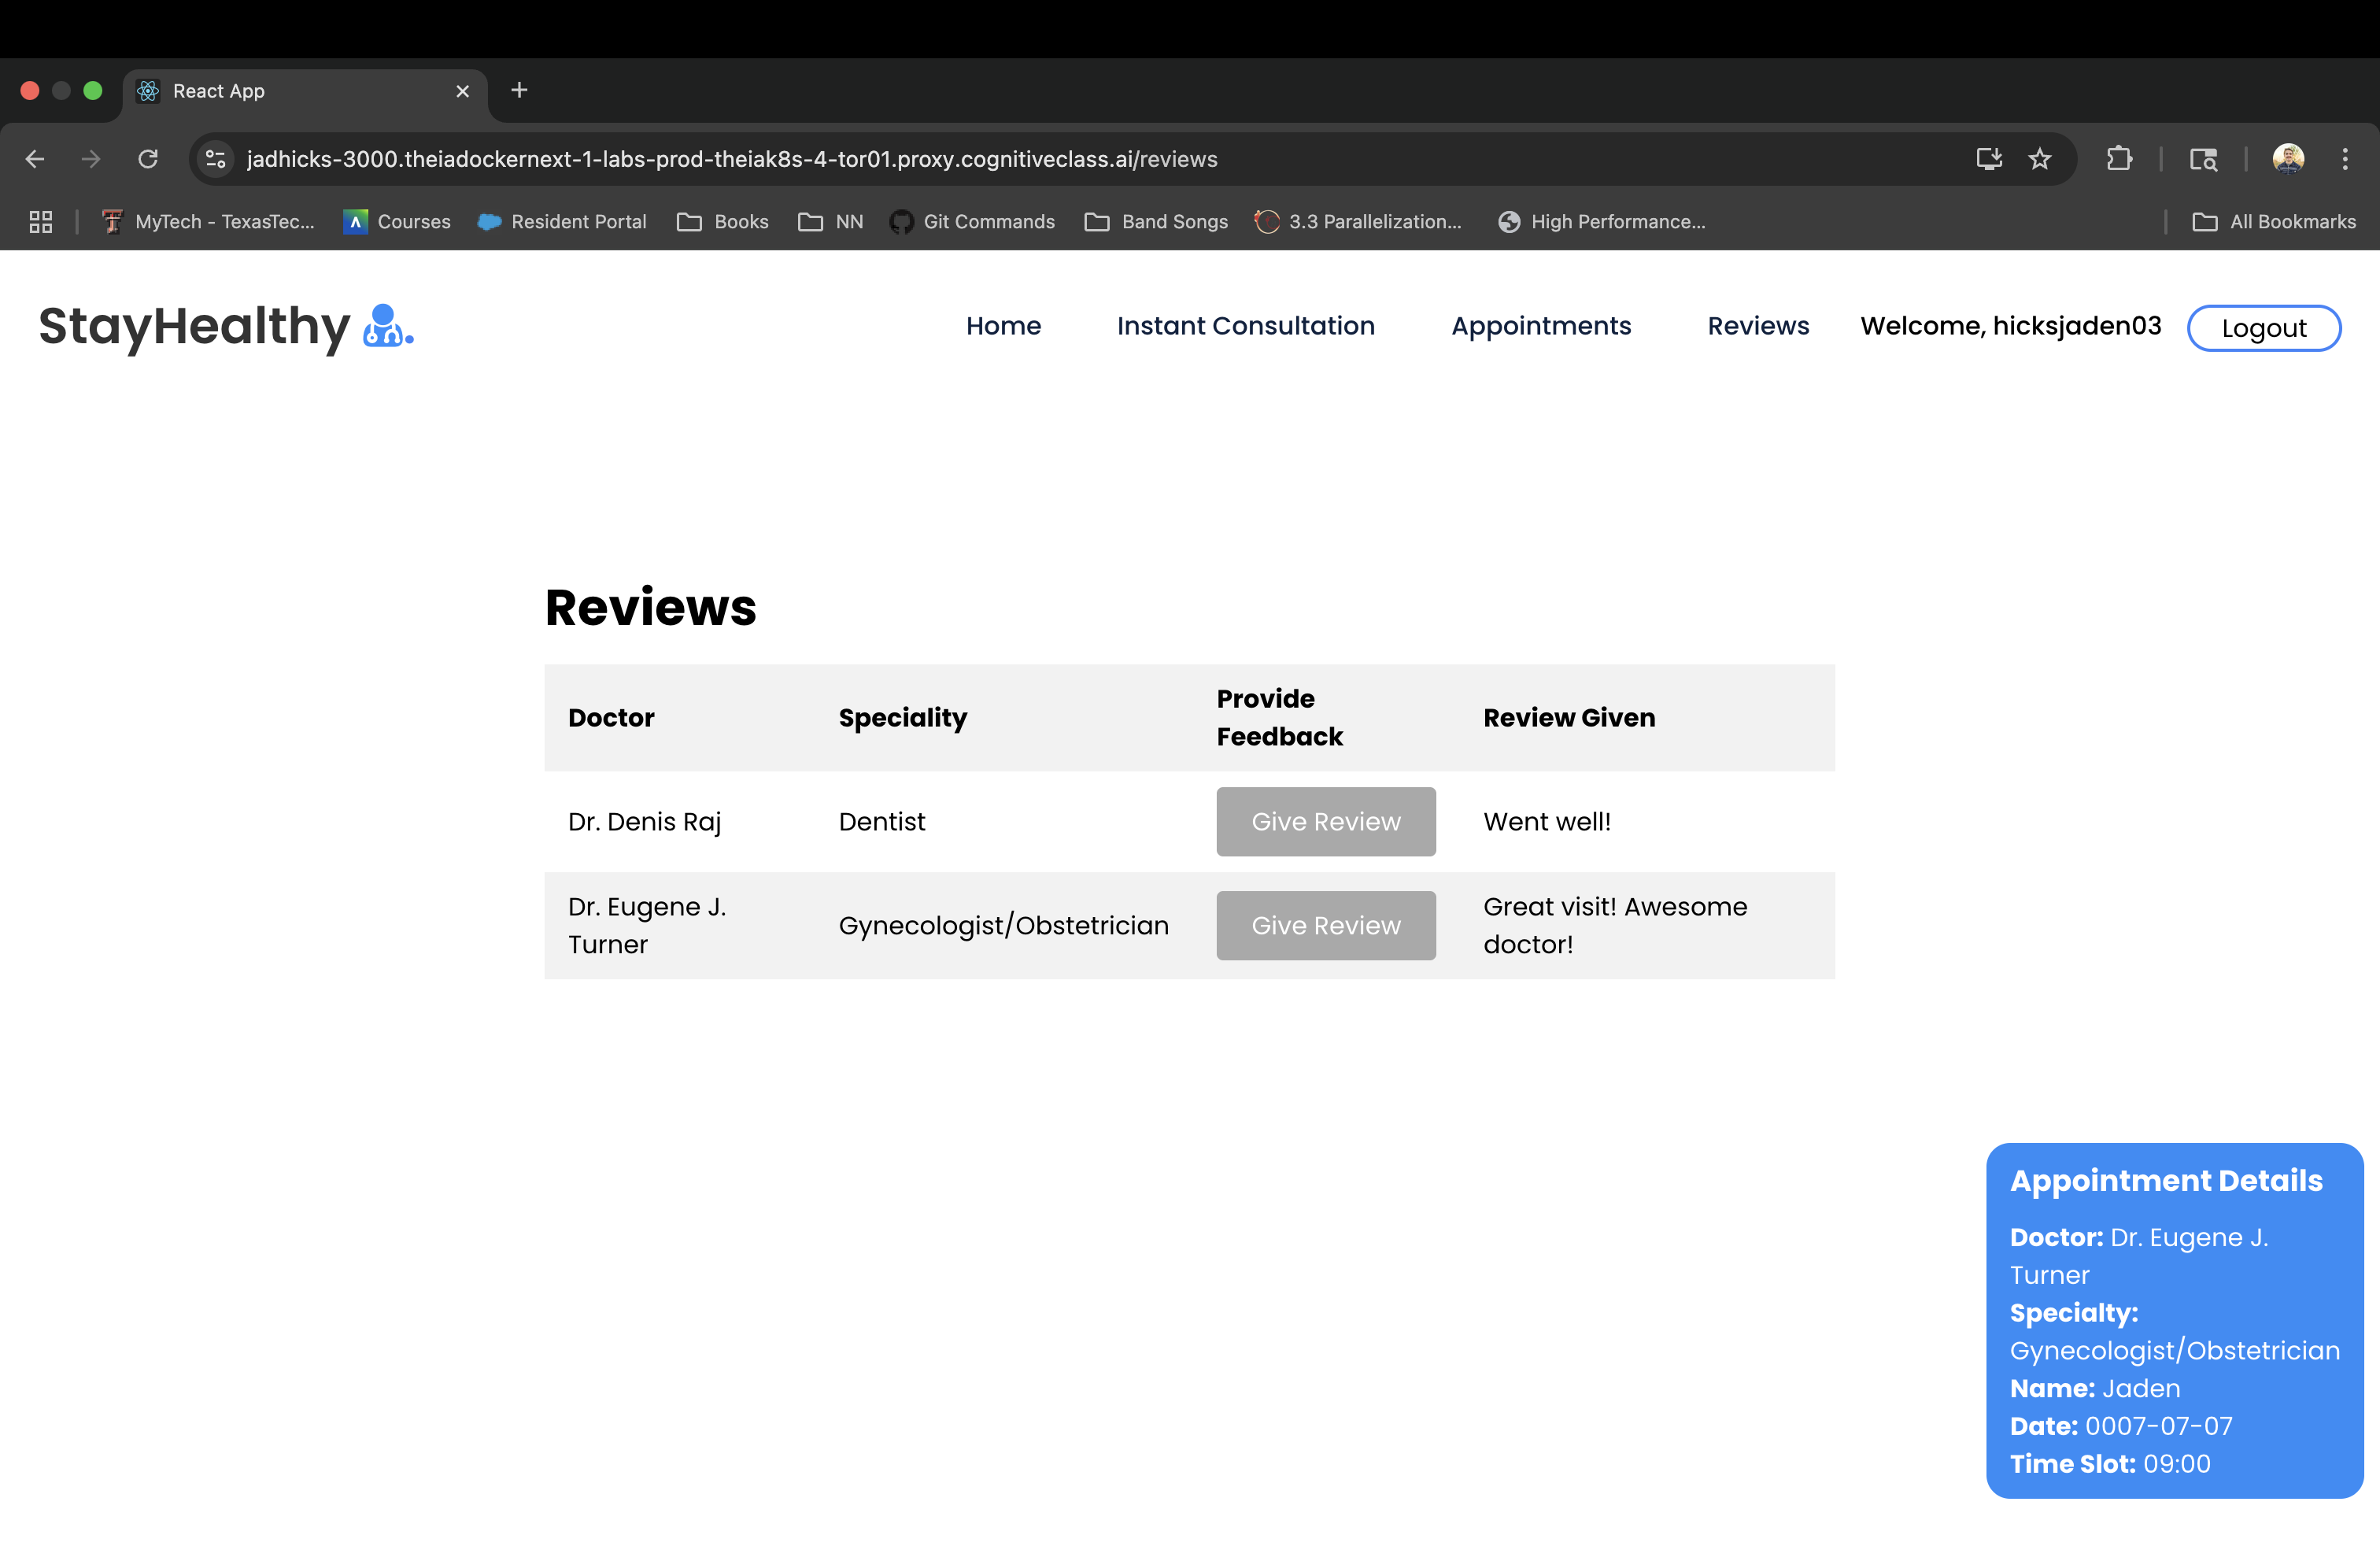 React App
jadhicks-3000.theiadockernext-1-labs-prod-theiak8s-4-tor01.proxy.cognitiveclass.ai/reviews
MyTech - TexasTec... Courses Resident Portal Books NN Git Commands Band Songs 3.3 Parallelization... High Performance... All Bookmarks
StayHealthy Home Instant Consultation Appointments Reviews Welcome, hicksjaden03 Logout
Reviews
Doctor Speciality Provide Feedback Review Given
Dr. Denis Raj Dentist Give Review Went well!
Dr. Eugene J. Turner Gynecologist/Obstetrician Give Review Great visit! Awesome doctor!
Appointment Details
Doctor: Dr. Eugene J.
Turner
Specialty:
Gynecologist/Obstetrician
Name: Jaden
Date: 0007-07-07
Time Slot: 09:00